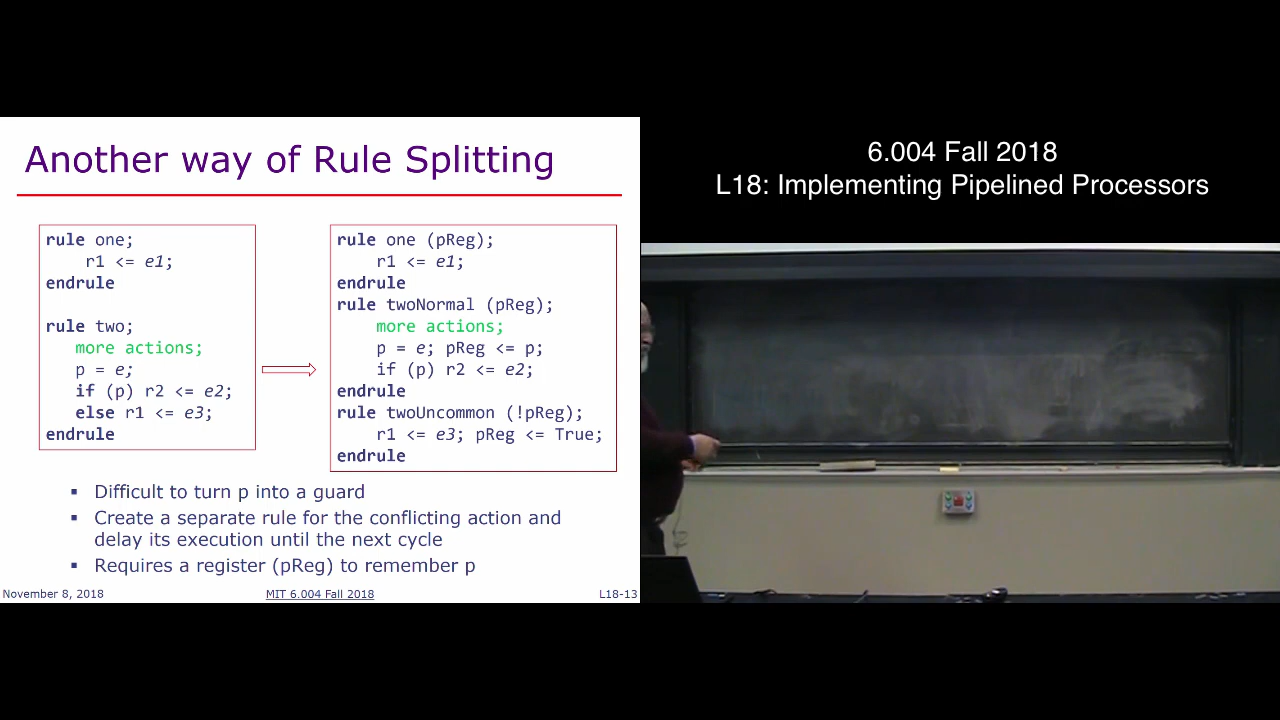 Another way of Rule Splitting
rule one;
r1 <= e1;
endrule
rule two;
more actions;
p = e;
if (p) r2 <= e2;
else r1 <= e3;
endrule
rule one (pReg);
r1 <= e1;
endrule
rule twoNormal (pReg);
more actions;
p = e; pReg <= p;
if (p) r2 <= e2;
endrule
rule twoUncommon (!pReg);
r1 <= e3; pReg <= True;
endrule
▪ Difficult to turn p into a guard
▪ Create a separate rule for the conflicting action and
delay its execution until the next cycle
▪ Requires a register (pReg) to remember p
November 8, 2018
MIT 6.004 Fall 2018
L18-13
6.004 Fall 2018
L18: Implementing Pipelined Processors